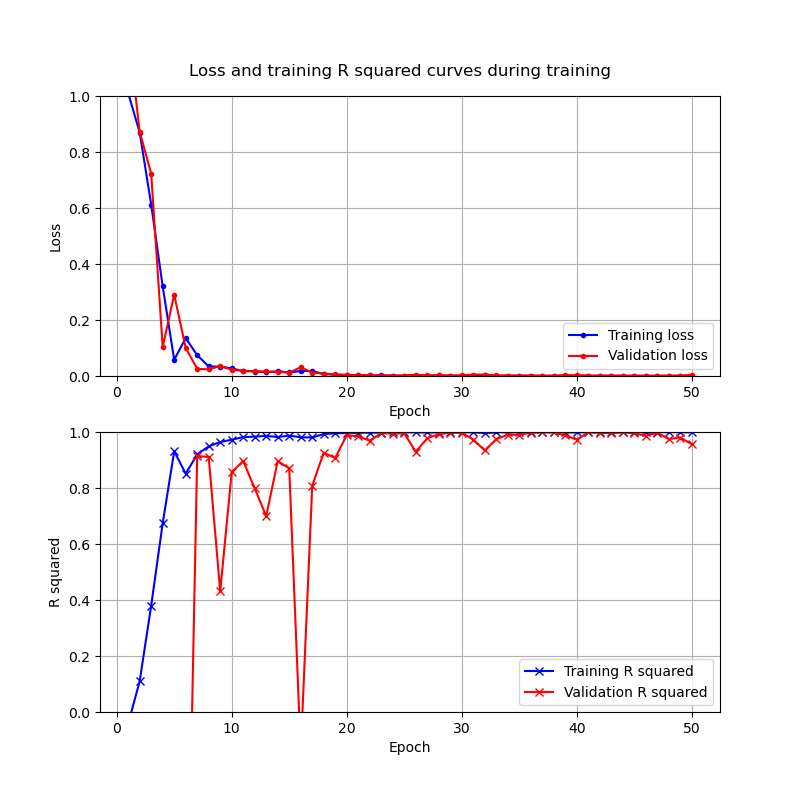 Loss and training R squared curves during training
1.0
0.8
0.6
0.4
0.2
0.0
Loss
Training loss
Validation loss
0 10 20 30 40 50
Epoch
1.0
0.8
0.6
0.4
0.2
0.0
R squared
Training R squared
Validation R squared
0 10 20 30 40 50
Epoch